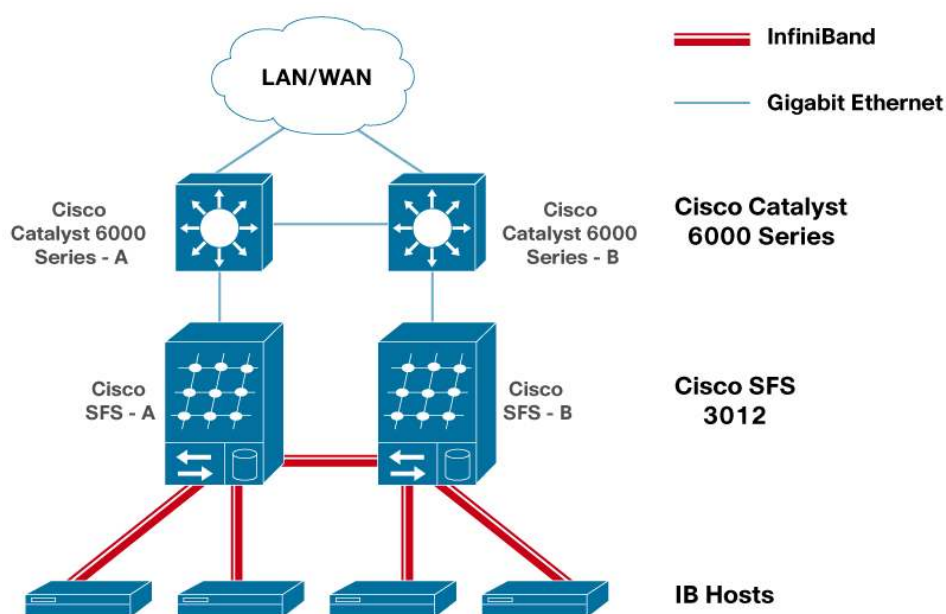 LAN/WAN
InfiniBand
Gigabit Ethernet
Cisco
Catalyst 6000
Series - A
Cisco
Catalyst 6000
Series - B
Cisco Catalyst
6000 Series
Cisco
SFS - A
Cisco
SFS - B
Cisco SFS
3012
IB Hosts